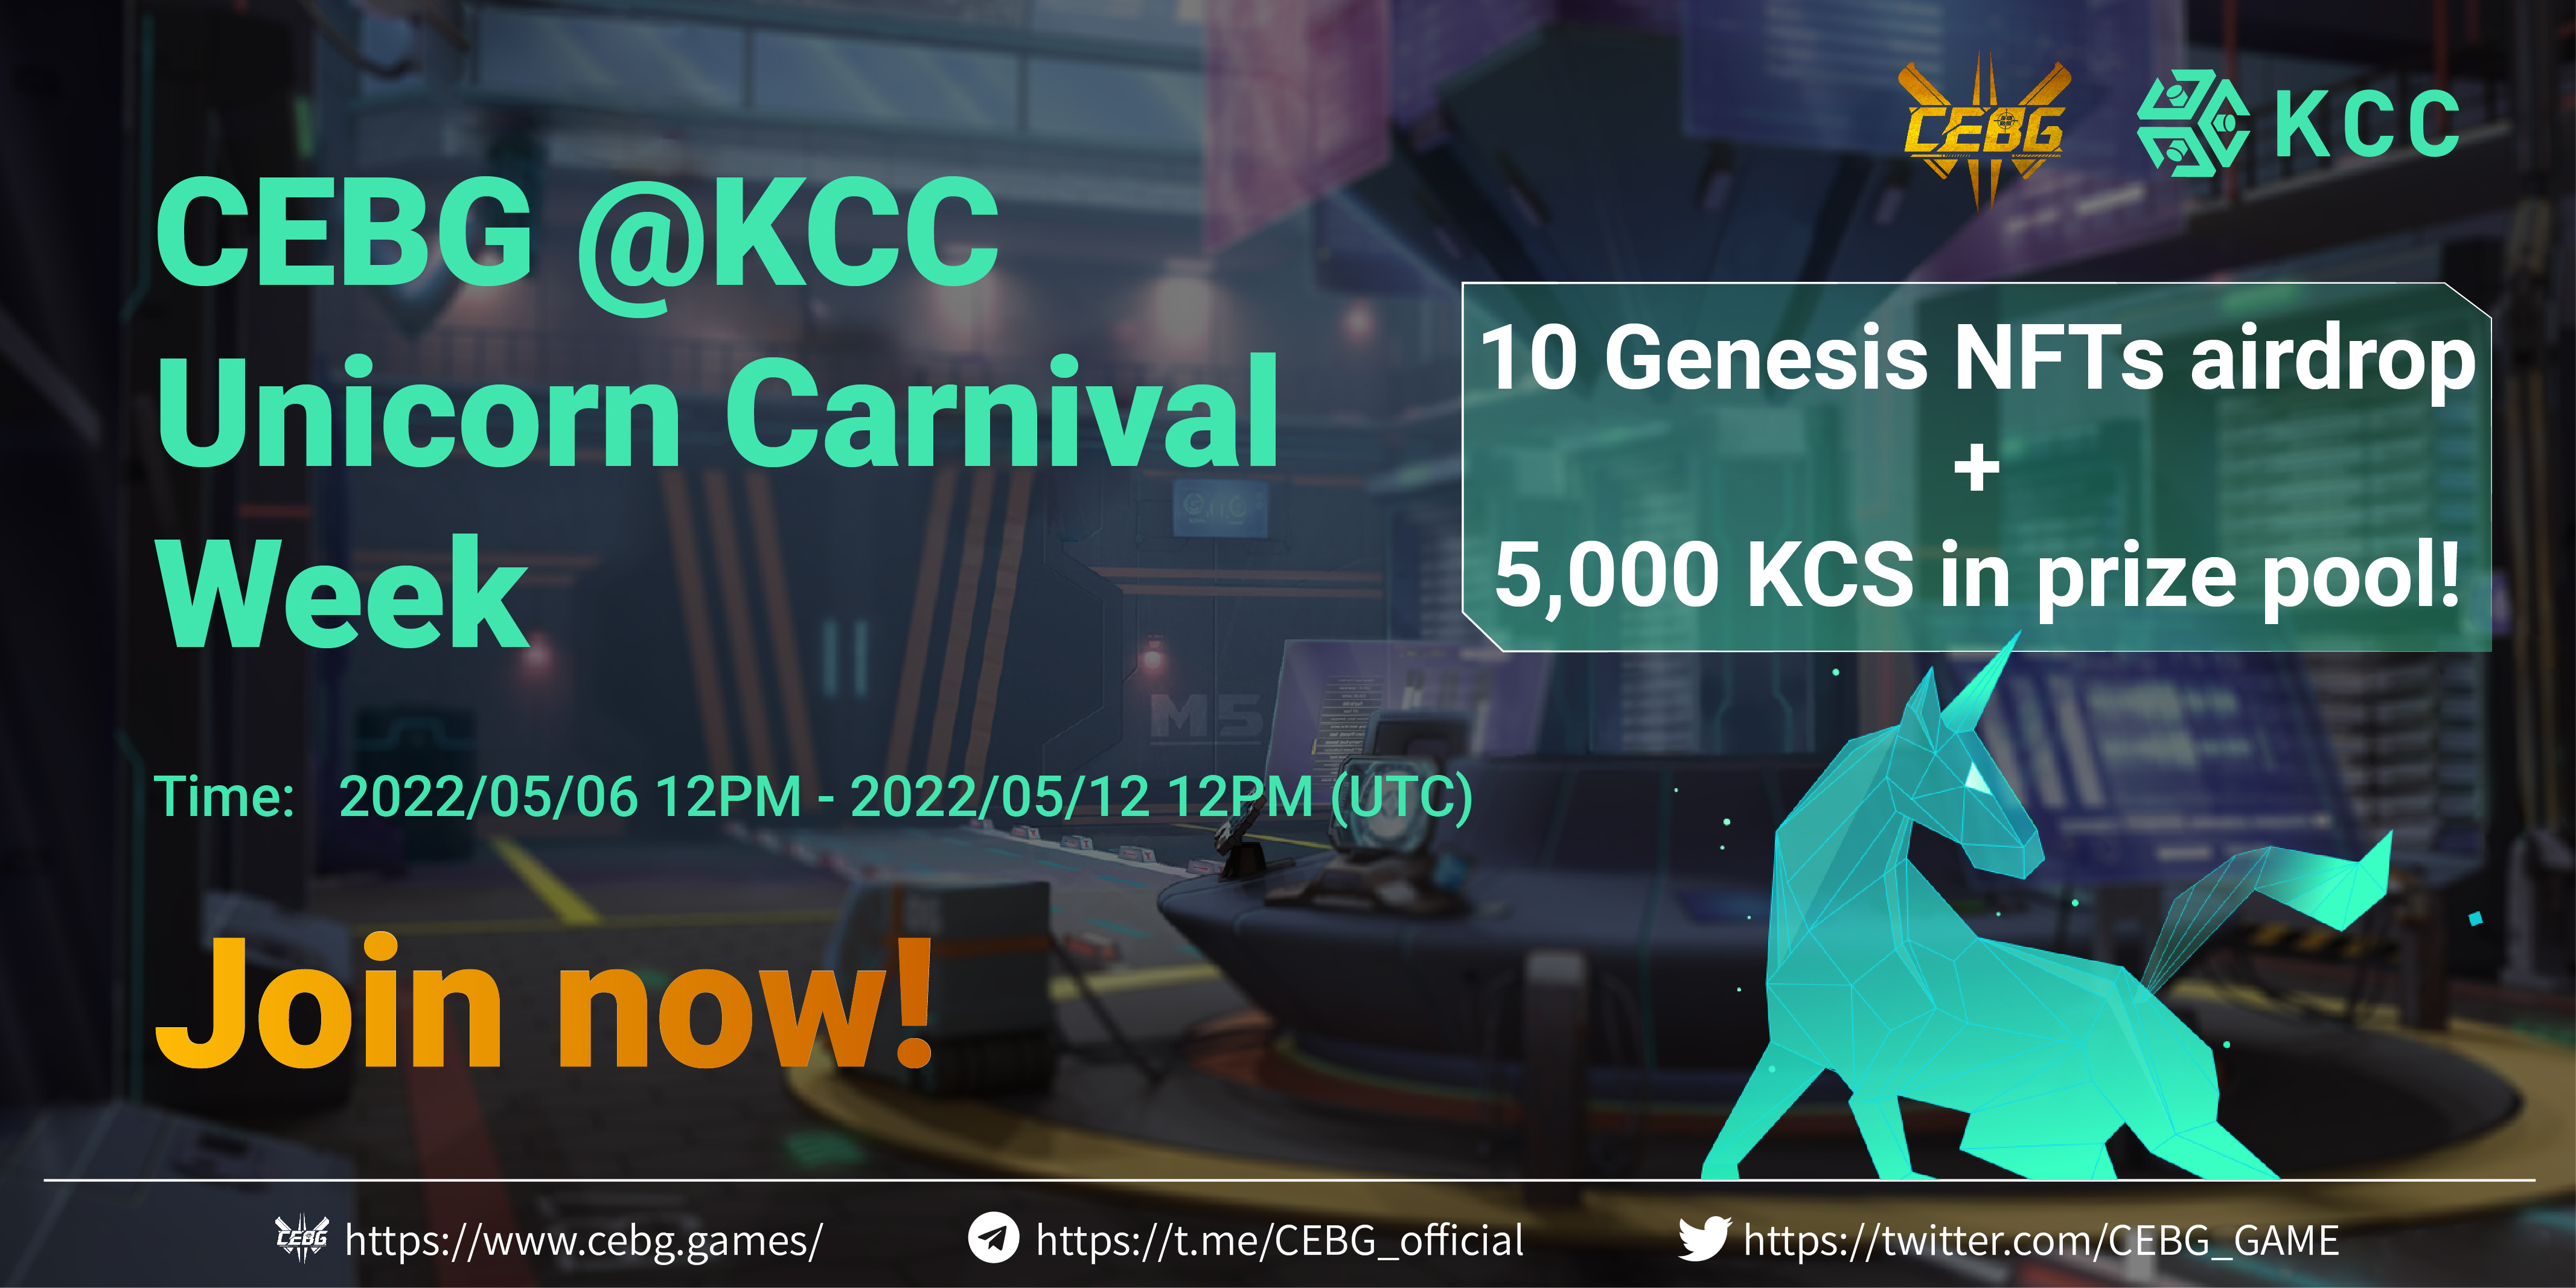 CEBG
KCC
CEBG @KCC
Unicorn Carnival
Week
10 Genesis NFTs airdrop
+
5,000 KCS in prize pool!
M5
Time: 2022/05/06 12PM - 2022/05/12 12PM (UTC)
Join now!
CEBG
https://www.cebg.games/
https://t.me/CEBG_official
https://twitter.com/CEBG_GAME